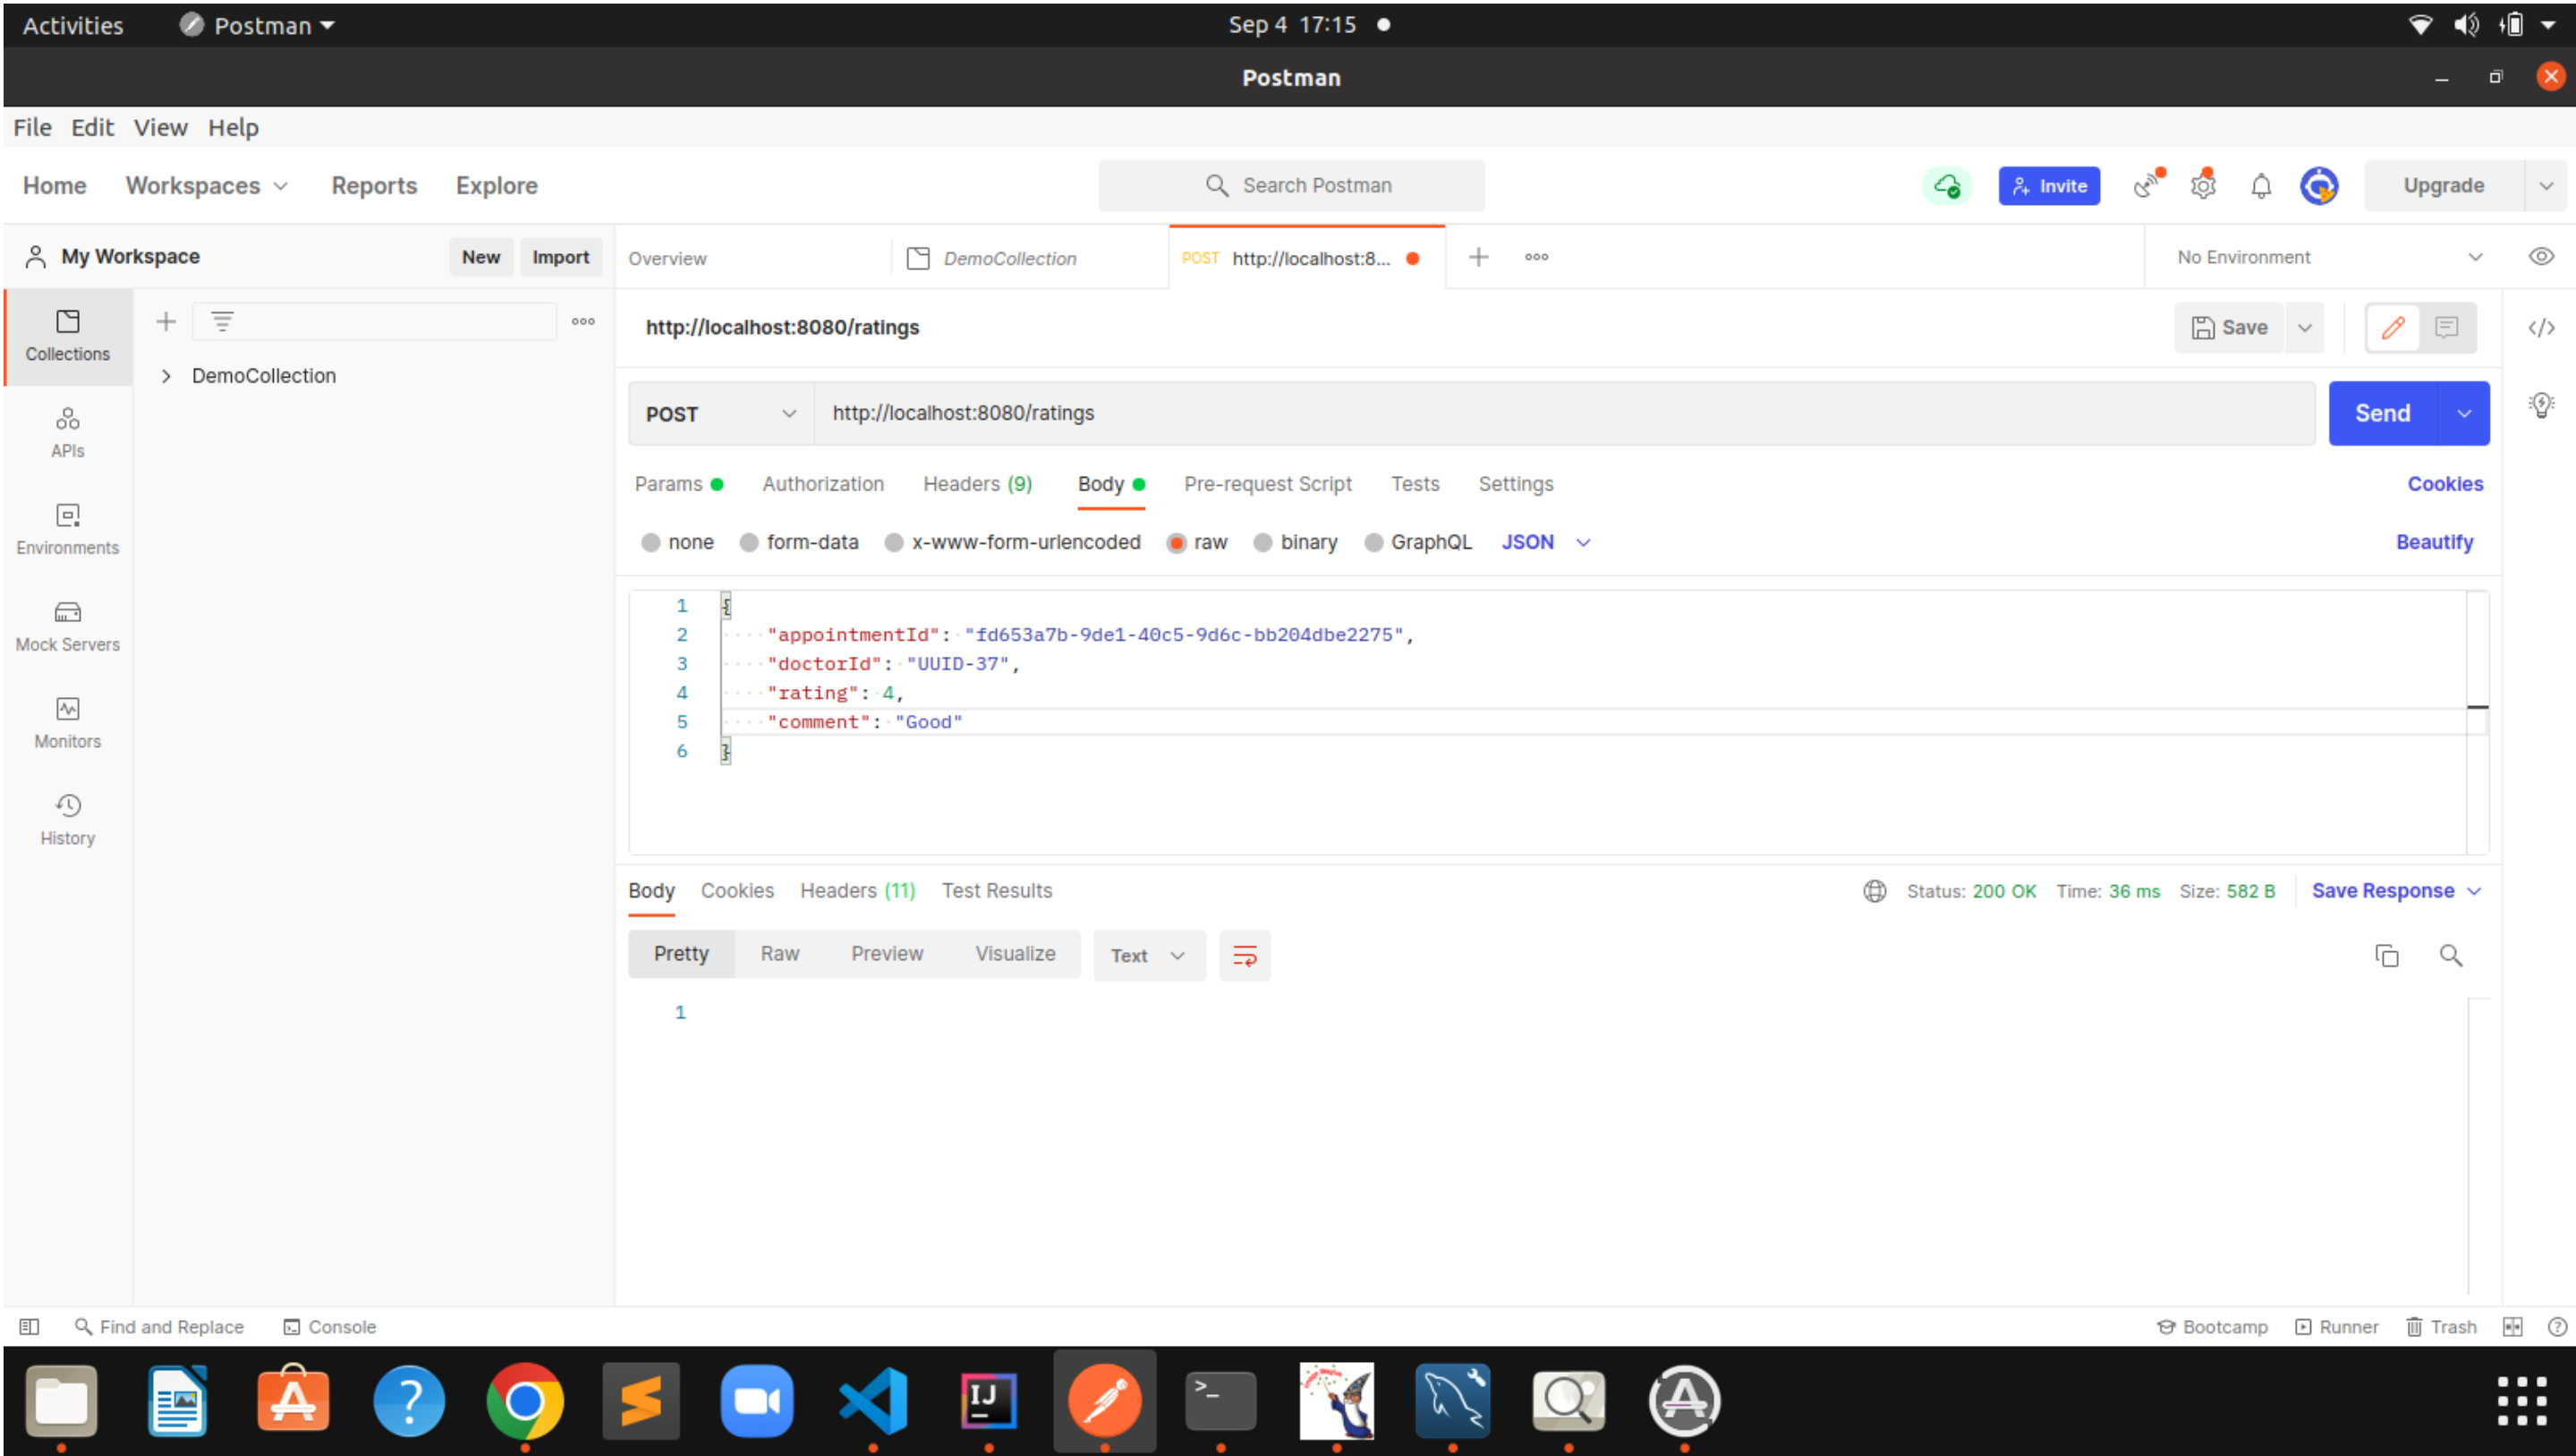 Activities Postman Sep 4 17:15
Postman
File Edit View Help
Home Workspaces Reports Explore Search Postman Invite Upgrade
My Workspace New Import Overview DemoCollection POST http://localhost:8... No Environment
Collections
APIs
Environments
Mock Servers
Monitors
History
DemoCollection
http://localhost:8080/ratings Save
POST http://localhost:8080/ratings Send
Params Authorization Headers (9) Body Pre-request Script Tests Settings Cookies
none form-data x-www-form-urlencoded raw binary GraphQL JSON Beautify
1 {
2 "appointmentId": "fd653a7b-9de1-40c5-9d6c-bb204dbe2275",
3 "doctorId": "UUID-37",
4 "rating": 4,
5 "comment": "Good"
6 }
Body Cookies Headers (11) Test Results Status: 200 OK Time: 36 ms Size: 582 B Save Response
Pretty Raw Preview Visualize Text
1
Find and Replace Console Bootcamp Runner Trash
IJ